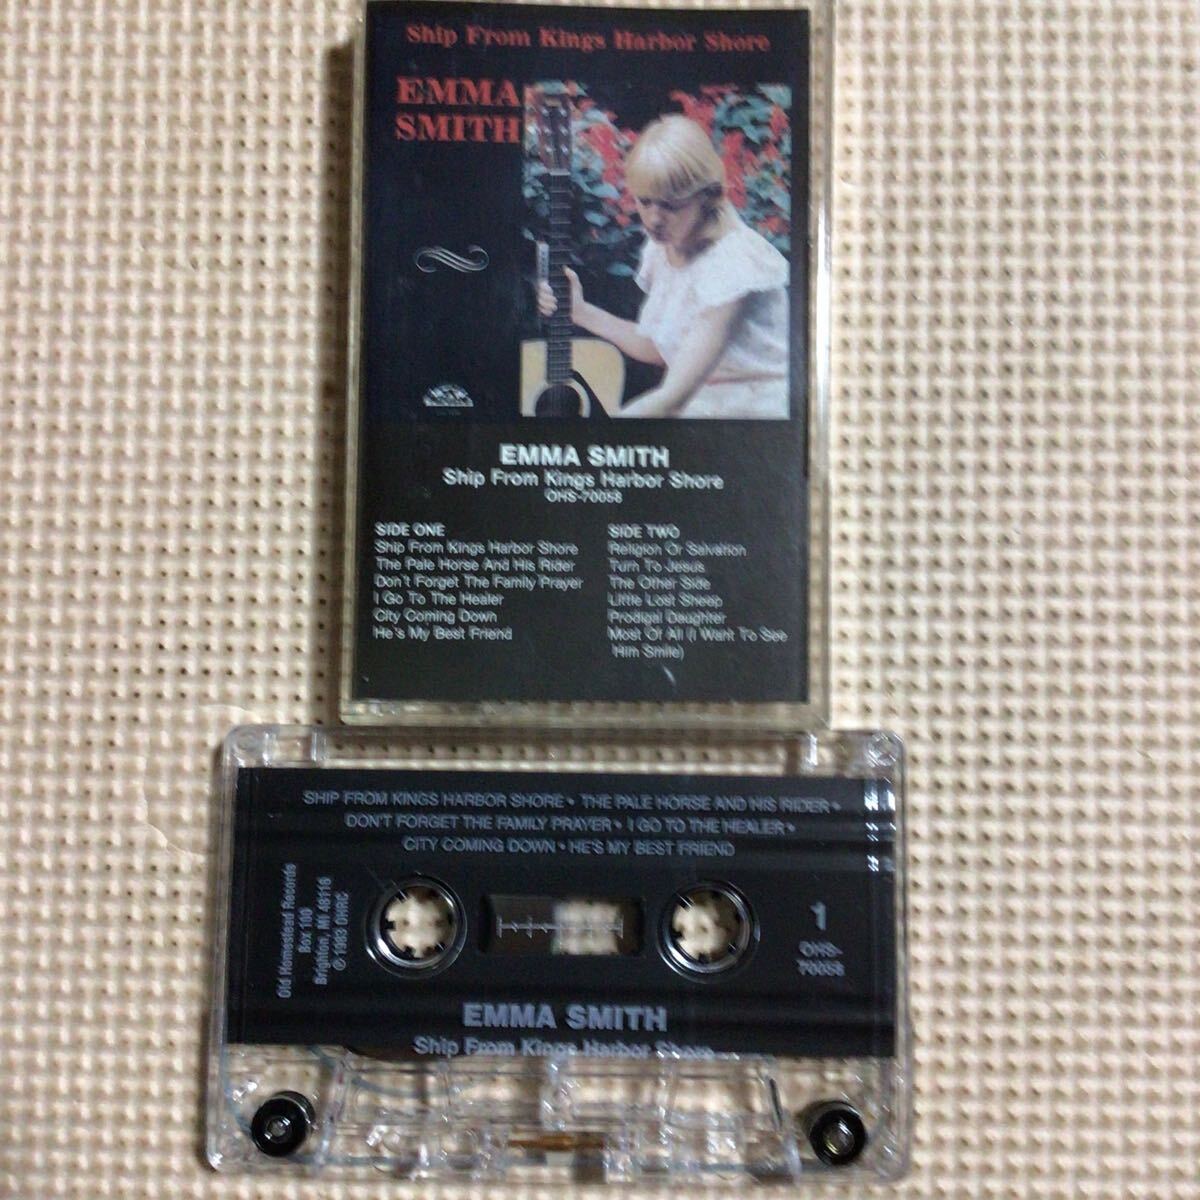 Ship From Kings Harbor Shore
EMMA
SMITH
EMMA SMITH
Ship From Kings Harbor Shore
OHS-70058
SIDE ONE
Ship From Kings Harbor Shore
The Pale Horse And His Rider
Don't Forget The Family Prayer
I Go To The Healer
City Coming Down
He's My Best Friend
SIDE TWO
Religion Or Salvation
Turn To Jesus
The Other Side
Little Lost Sheep
Prodigal Daughter
Most Of All (I Want To See
Him Smile)
SHIP FROM KINGS HARBOR SHORE • THE PALE HORSE AND HIS RIDER •
DON'T FORGET THE FAMILY PRAYER • I GO TO THE HEALER •
CITY COMING DOWN • HE'S MY BEST FRIEND
Old Homestead Records
Box 100
Brighton, MI 48116
℗ 1983 OHRC
1
OHS-
70058
EMMA SMITH
Ship From Kings Harbor Shore